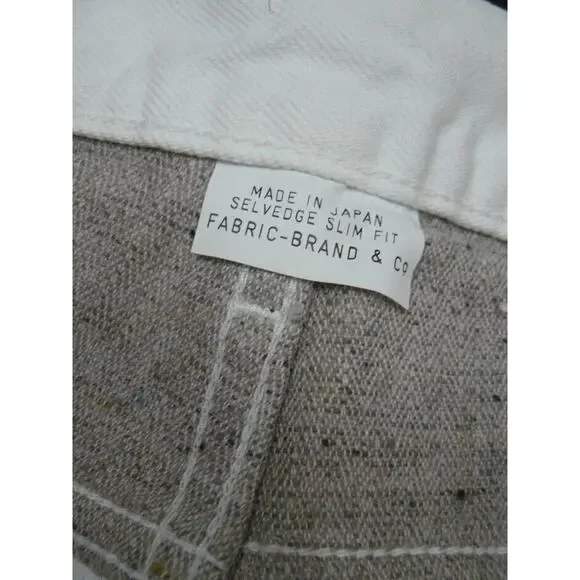 MADE IN JAPAN
SELVEDGE SLIM FIT
FABRIC-BRAND & Co